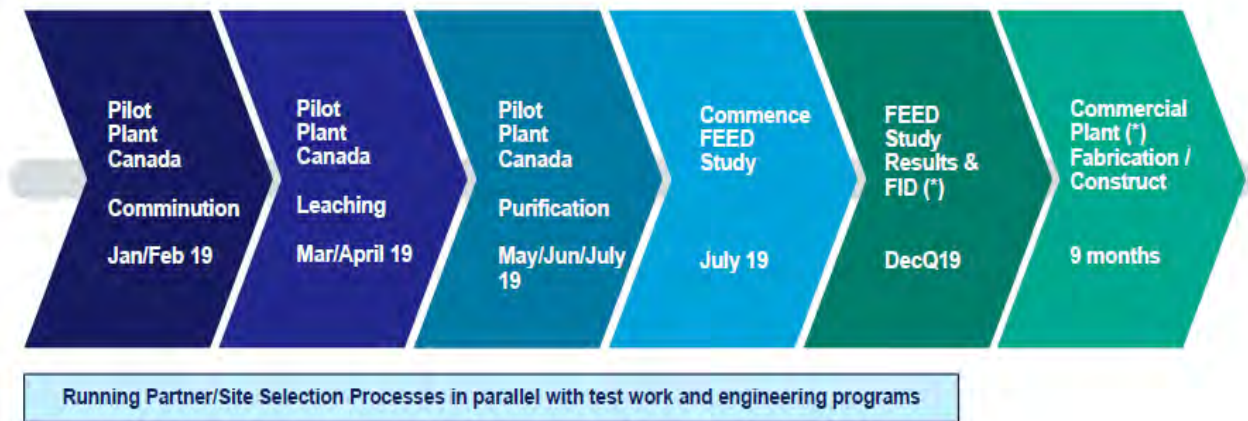 Pilot
Plant
Canada
Comminution
Jan/Feb 19
Pilot
Plant
Canada
Leaching
Mar/April 19
Pilot
Plant
Canada
Purification
May/Jun/July
19
Commence
FEED
Study
July 19
FEED
Study
Results &
FID (*)
DecQ19
Commercial
Plant (*)
Fabrication /
Construct
9 months
Running Partner/Site Selection Processes in parallel with test work and engineering programs